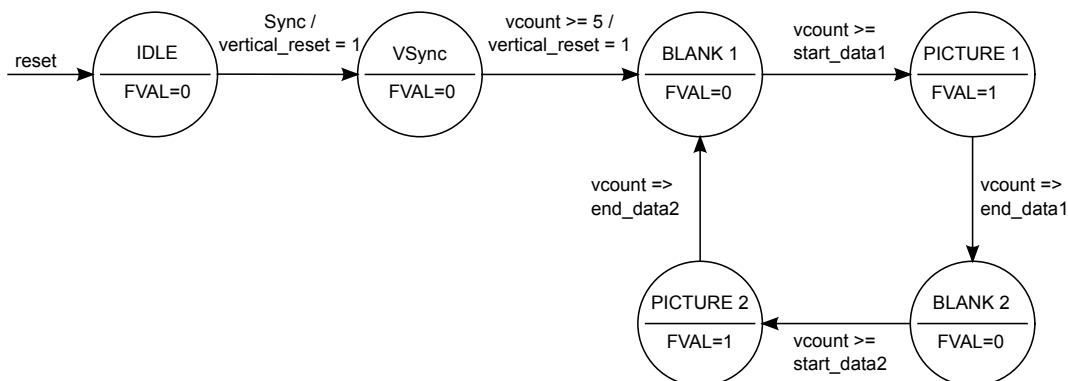 reset
IDLE
FVAL=0
Sync /
vertical_reset = 1
VSync
FVAL=0
vcount >= 5 /
vertical_reset = 1
BLANK 1
FVAL=0
vcount >=
start_data1
PICTURE 1
FVAL=1
vcount =>
end_data1
BLANK 2
FVAL=0
vcount >=
start_data2
PICTURE 2
FVAL=1
vcount =>
end_data2